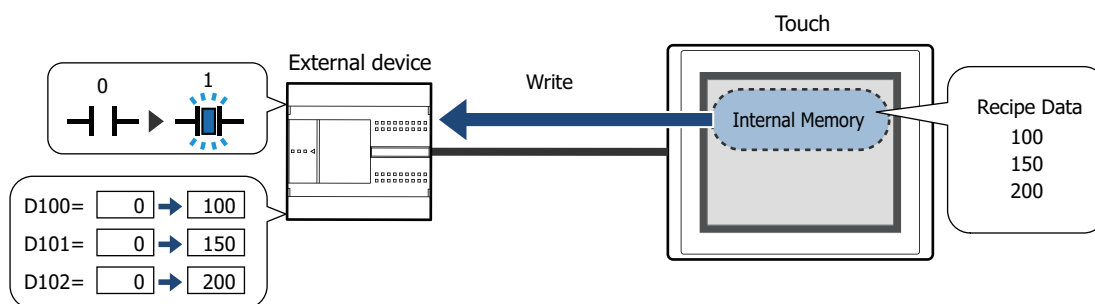 Touch
External device
0
1
Write
Internal Memory
Recipe Data
100
150
200
D100= 0 100
D101= 0 150
D102= 0 200